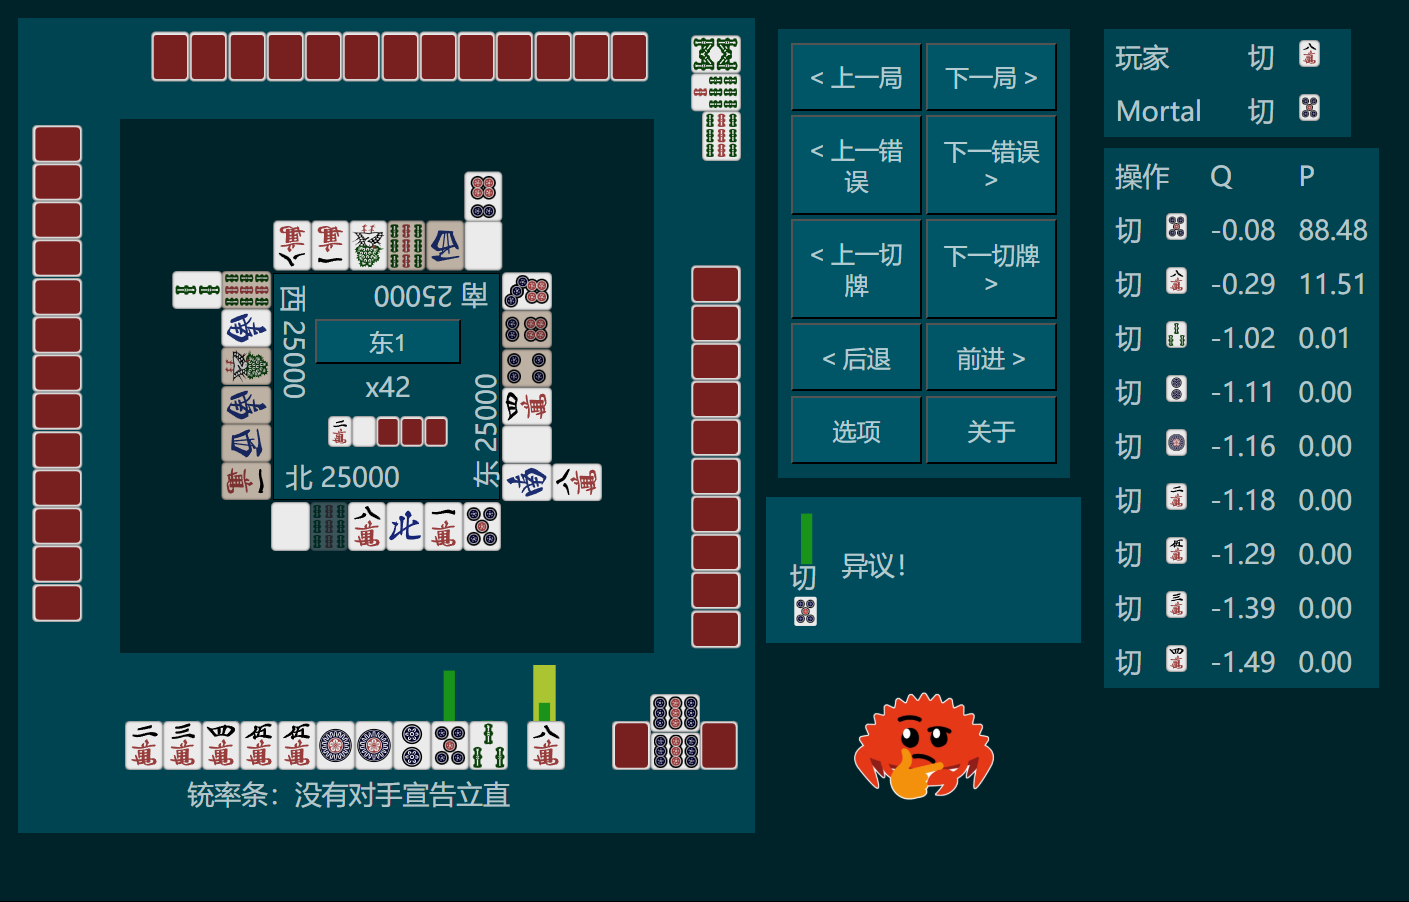 南 25000
西 25000
东1
x42
东 25000
北 25000
铳率条：没有对手宣告立直
< 上一局
下一局 >
< 上一错误
下一错误 >
< 上一切牌
下一切牌 >
< 后退
前进 >
选项
关于
切
异议！
玩家 切
Mortal 切
操作 Q P
切 -0.08 88.48
切 -0.29 11.51
切 -1.02 0.01
切 -1.11 0.00
切 -1.16 0.00
切 -1.18 0.00
切 -1.29 0.00
切 -1.39 0.00
切 -1.49 0.00